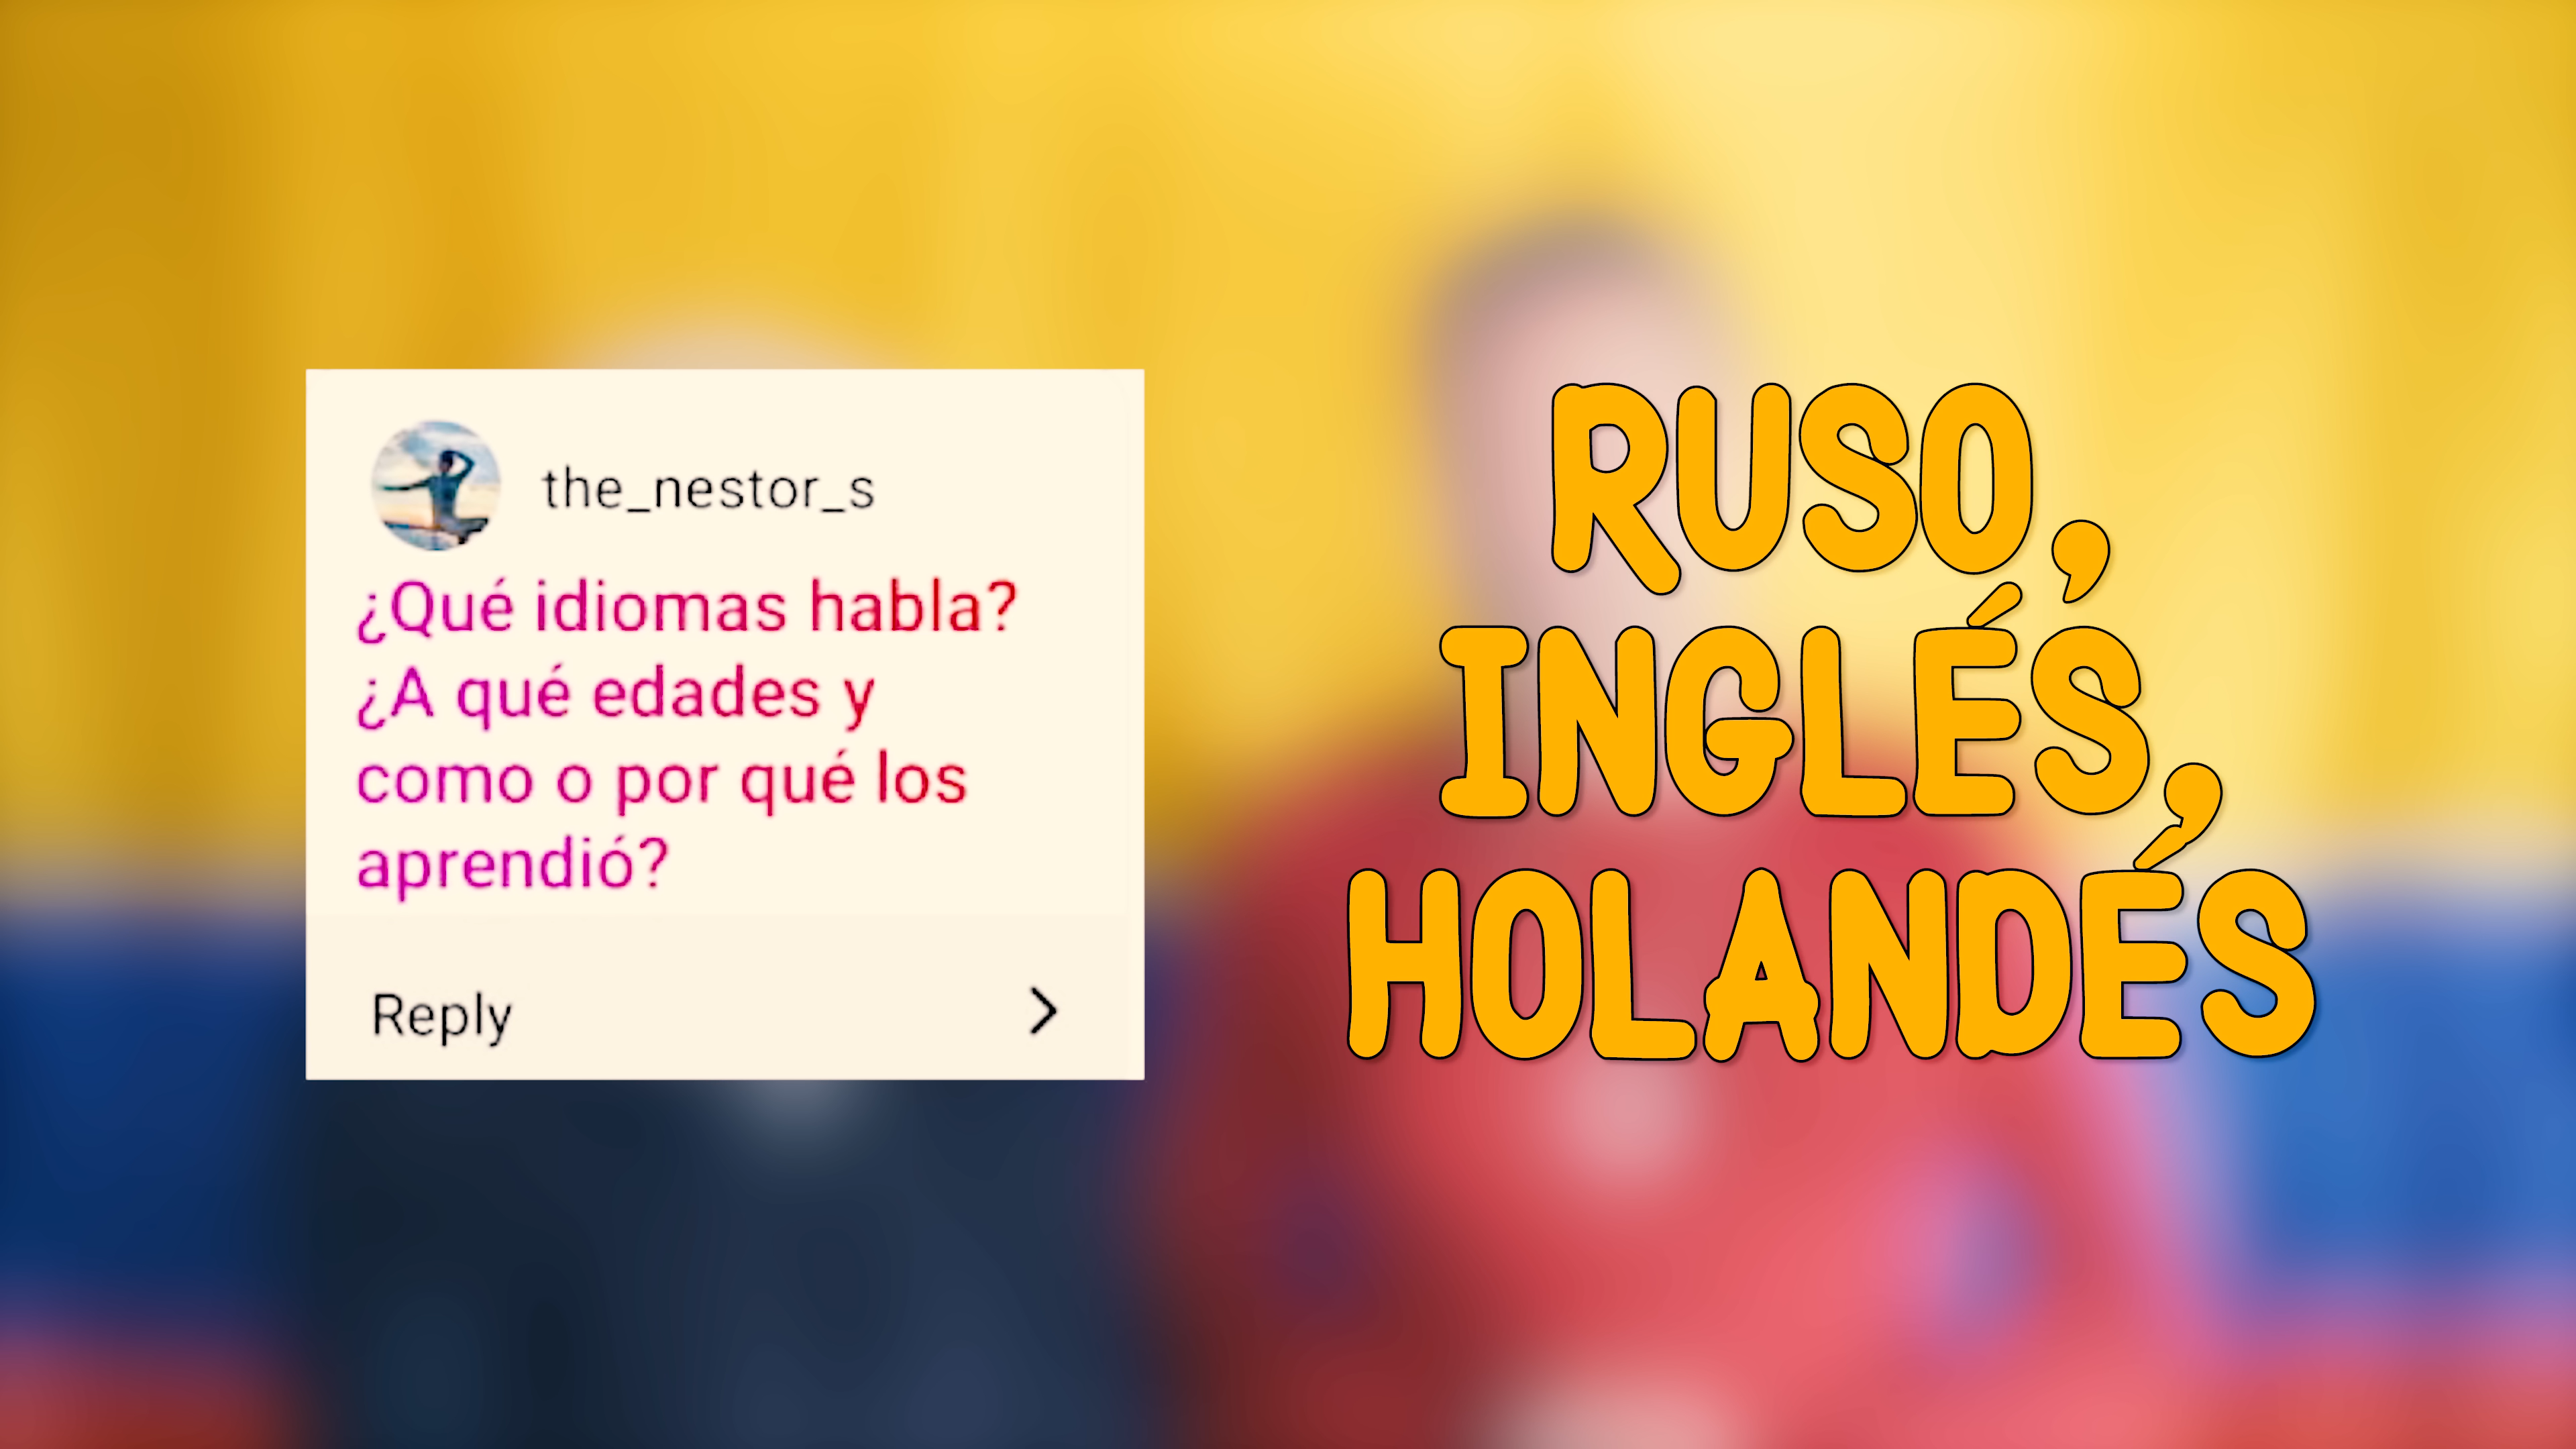 the_nestor_s
¿Qué idiomas habla?
¿A qué edades y
como o por qué los
aprendió?
Reply
RUSO,
INGLÉS,
HOLANDÉS